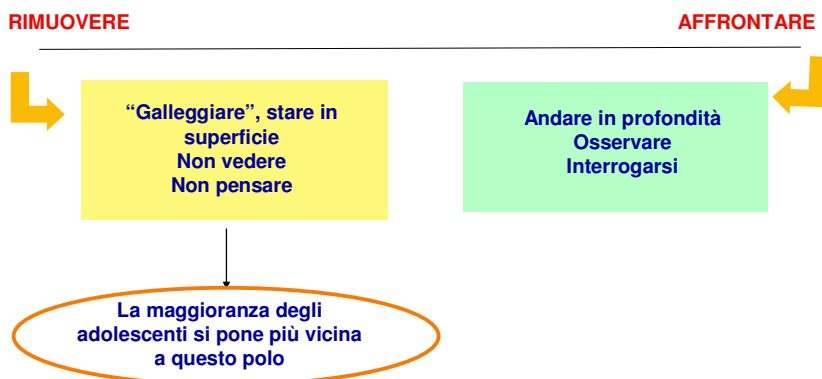 RIMUOVERE
AFFRONTARE
“Galleggiare”, stare in
superficie
Non vedere
Non pensare
Andare in profondità
Osservare
Interrogarsi
La maggioranza degli
adolescenti si pone più vicina
a questo polo